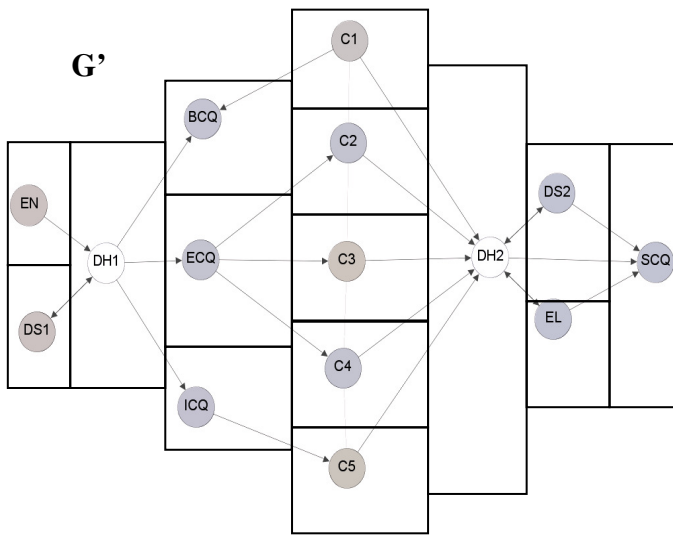 G’
C1
BCQ
C2
EN
DS2
ECQ
C3
DH1
DH2
SCQ
DS1
EL
C4
ICQ
C5